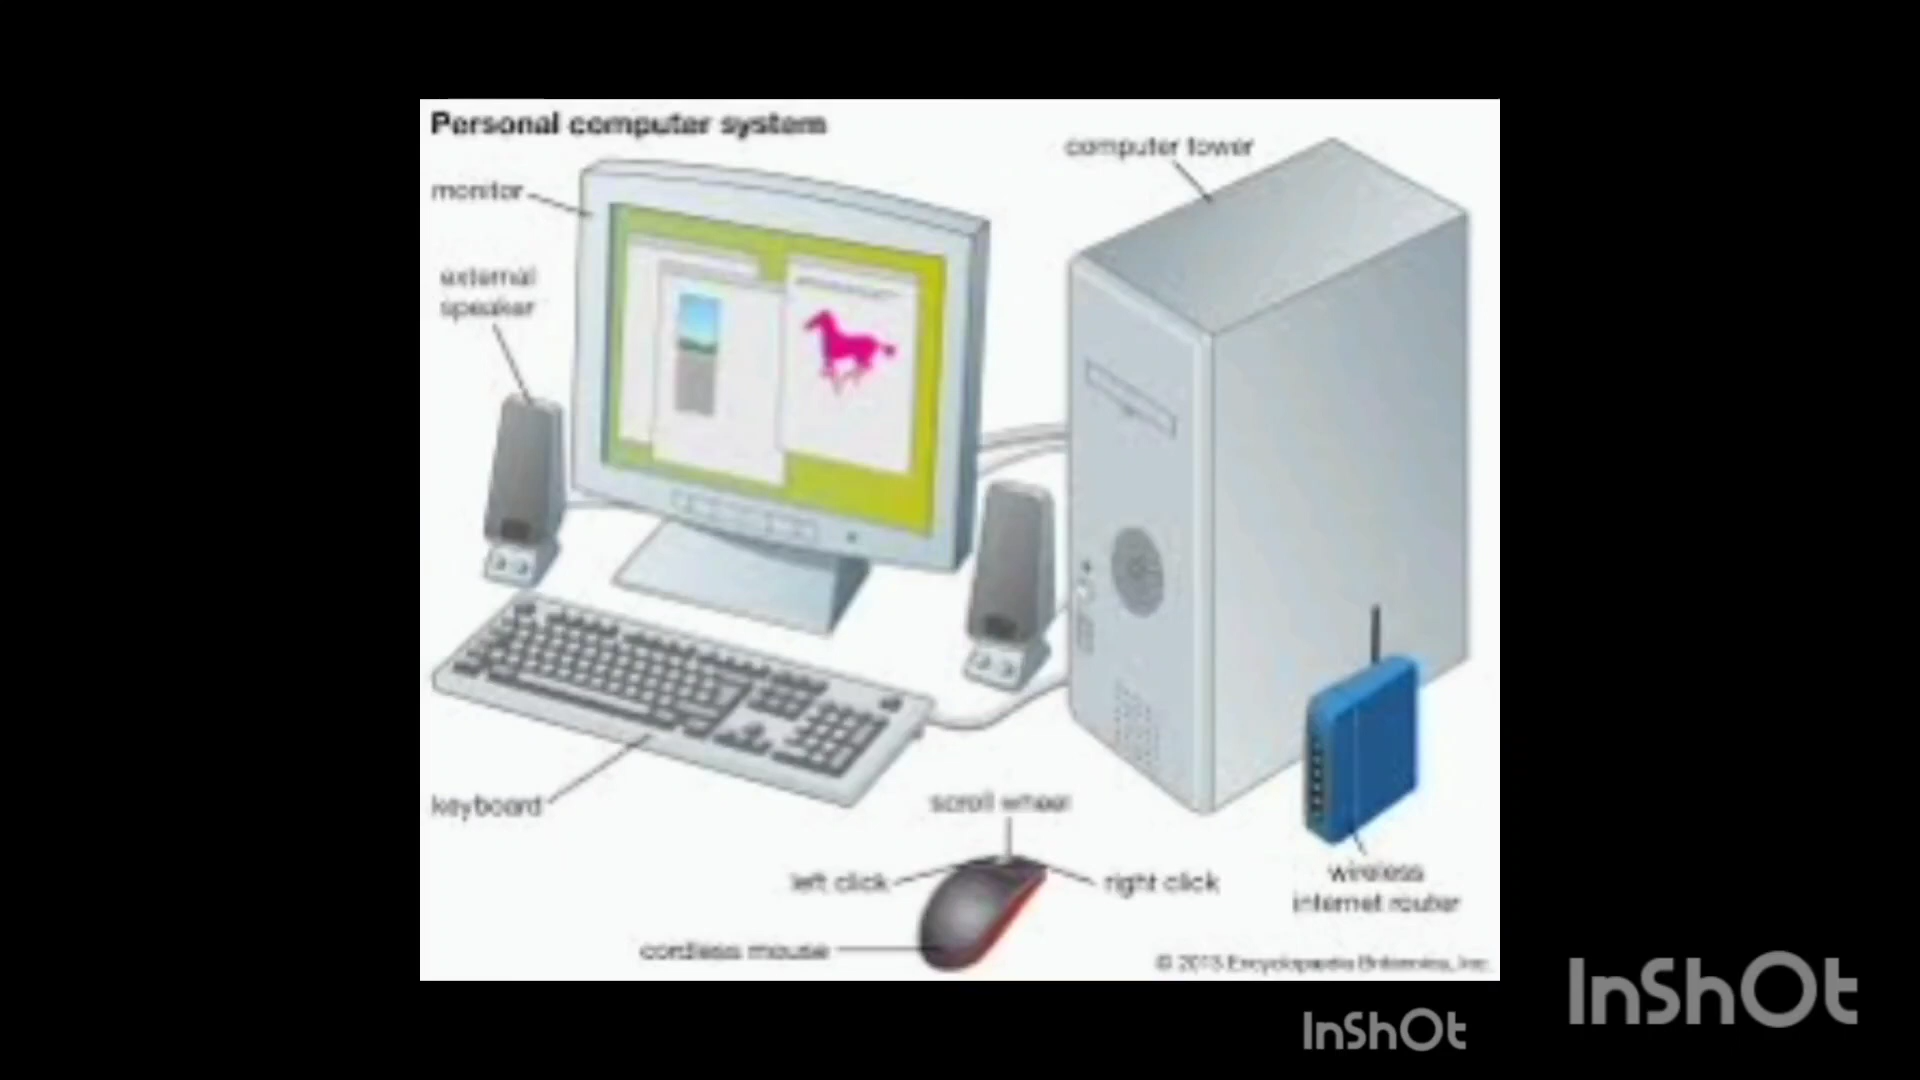 Personal computer system
computer tower
monitor
external
speaker
keyboard
scroll wheel
left click
right click
wireless
internet router
cordless mouse
© 2013 Encyclopædia Britannica, Inc.
InShOt
InShOt